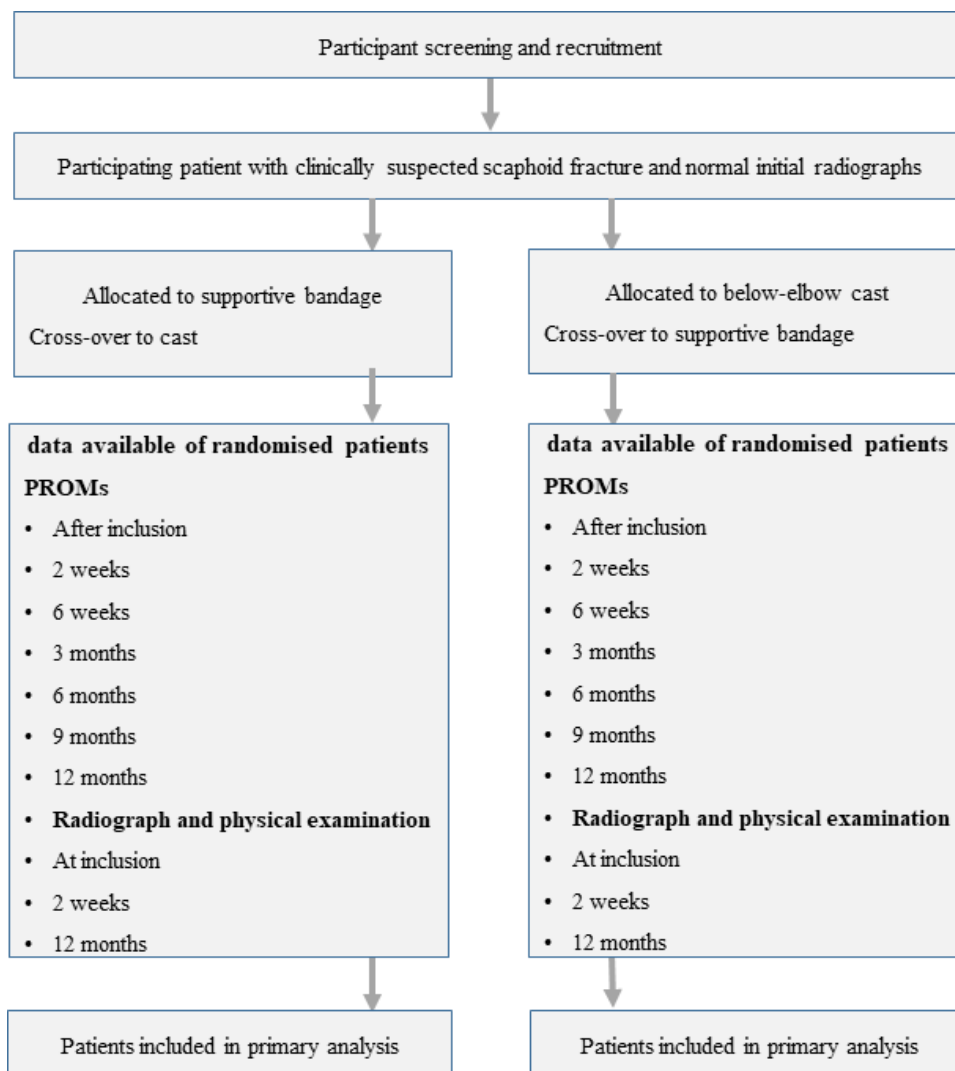 Participant screening and recruitment
Participating patient with clinically suspected scaphoid fracture and normal initial radiographs
Allocated to supportive bandage
Cross-over to cast
Allocated to below-elbow cast
Cross-over to supportive bandage
data available of randomised patients
PROMs
• After inclusion
• 2 weeks
• 6 weeks
• 3 months
• 6 months
• 9 months
• 12 months
• Radiograph and physical examination
• At inclusion
• 2 weeks
• 12 months
data available of randomised patients
PROMs
• After inclusion
• 2 weeks
• 6 weeks
• 3 months
• 6 months
• 9 months
• 12 months
• Radiograph and physical examination
• At inclusion
• 2 weeks
• 12 months
Patients included in primary analysis
Patients included in primary analysis